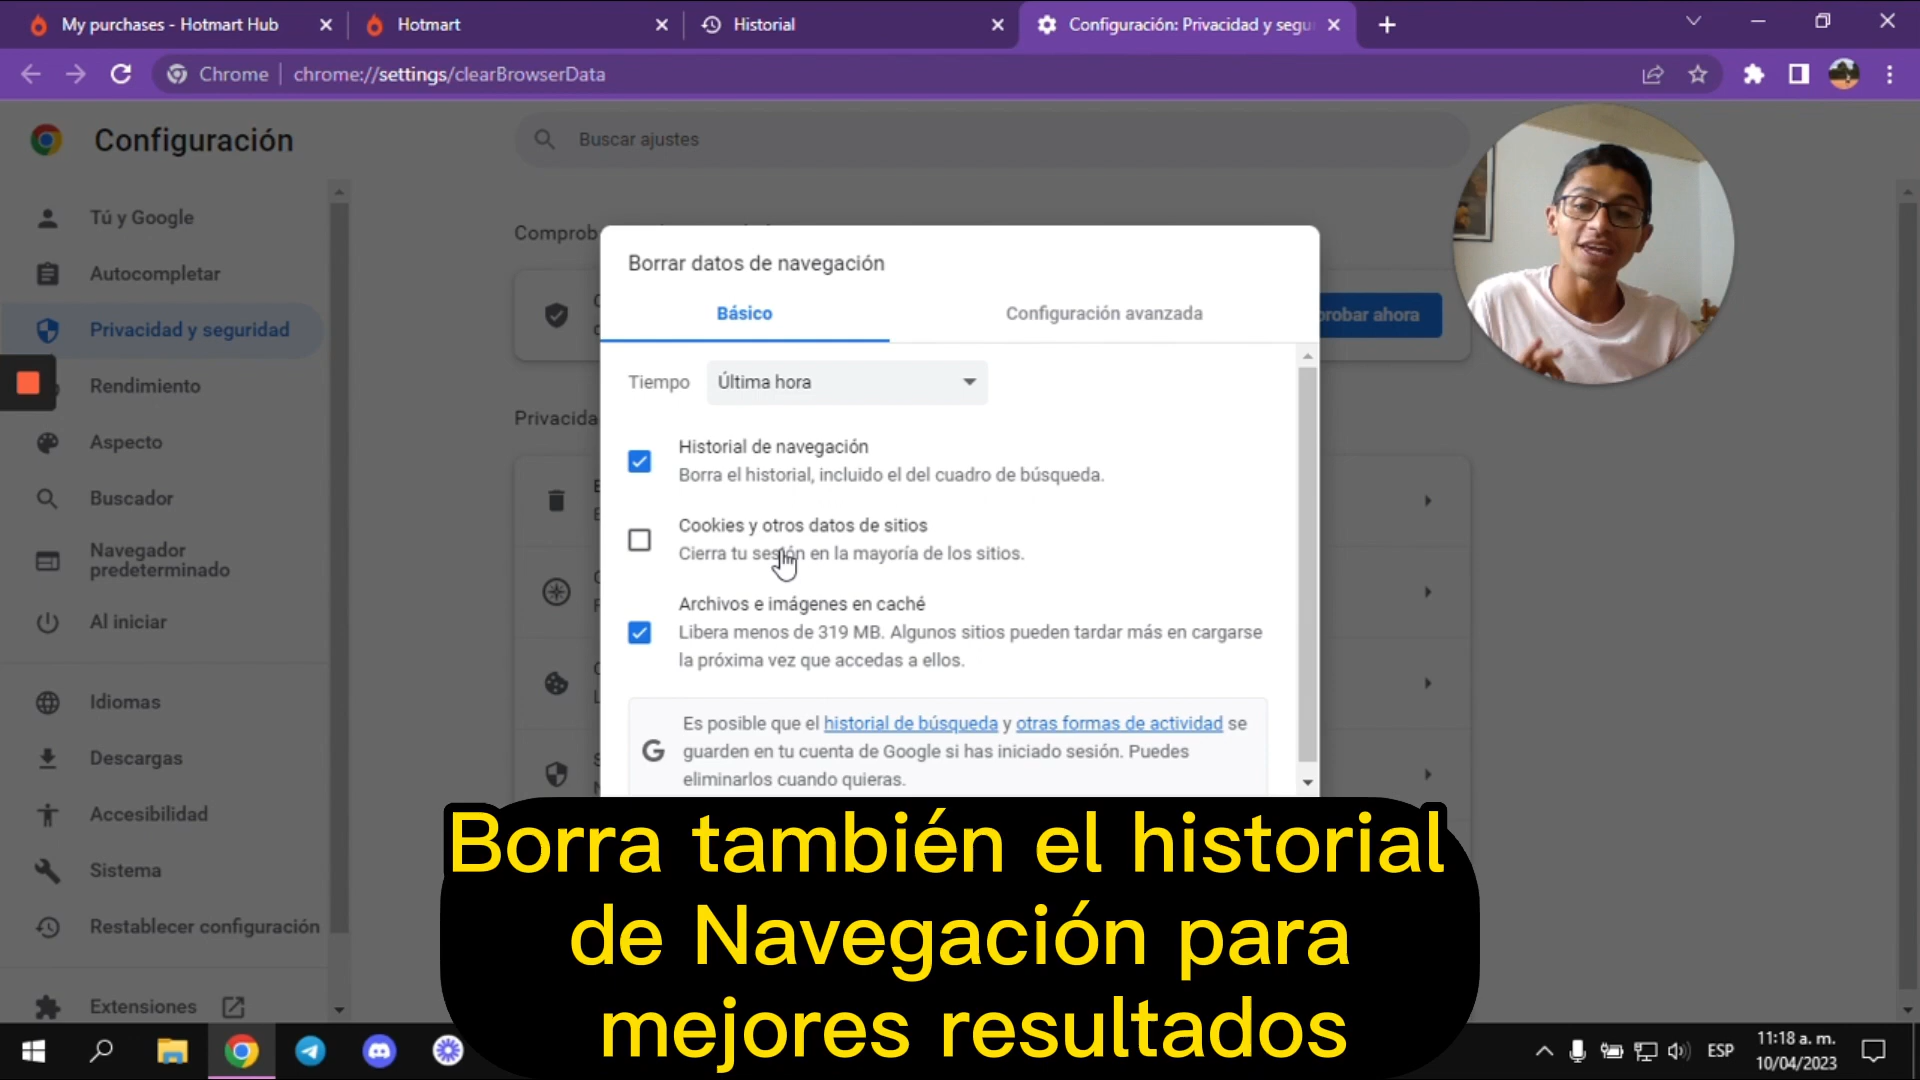 My purchases - Hotmart Hub
Hotmart
Historial
Configuración: Privacidad y segu
Chrome
chrome://settings/clearBrowserData
Configuración
Buscar ajustes
Tú y Google
Autocompletar
Privacidad y seguridad
Rendimiento
Aspecto
Buscador
Navegador
predeterminado
Al iniciar
Idiomas
Descargas
Accesibilidad
Sistema
Restablecer configuración
Extensiones
Comprob
robar ahora
Privacida
Borrar datos de navegación
Básico
Configuración avanzada
Tiempo
Última hora
Historial de navegación
Borra el historial, incluido el del cuadro de búsqueda.
Cookies y otros datos de sitios
Cierra tu sesión en la mayoría de los sitios.
Archivos e imágenes en caché
Libera menos de 319 MB. Algunos sitios pueden tardar más en cargarse
la próxima vez que accedas a ellos.
Es posible que el historial de búsqueda y otras formas de actividad se
guarden en tu cuenta de Google si has iniciado sesión. Puedes
eliminarlos cuando quieras.
Borra también el historial
de Navegación para
mejores resultados
ESP
11:18 a. m.
10/04/2023